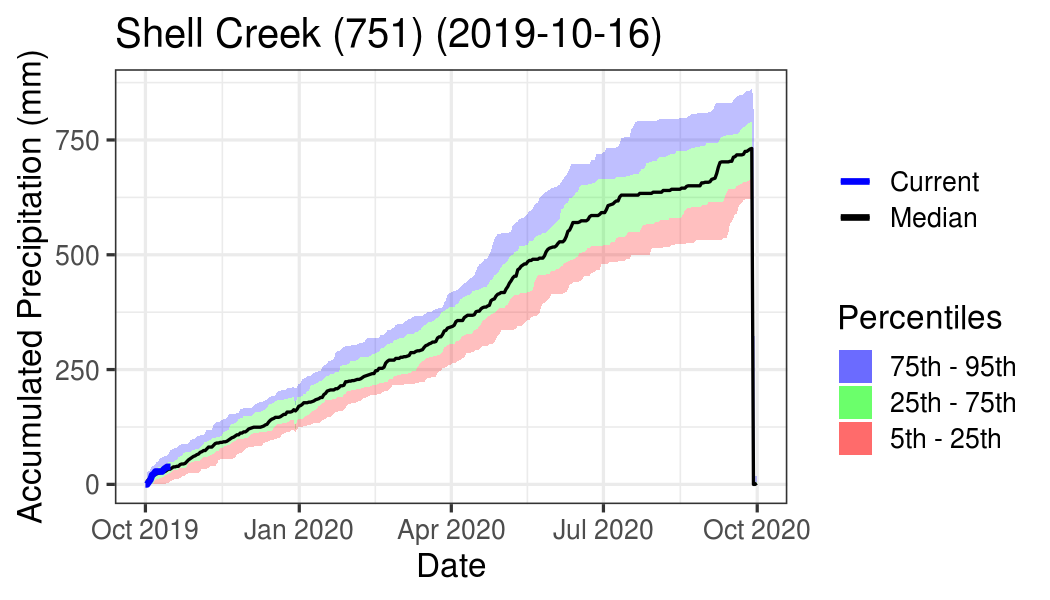 Shell Creek (751) (2019-10-16)
Accumulated Precipitation (mm)
750
500
250
0
Oct 2019
Jan 2020
Apr 2020
Jul 2020
Oct 2020
Date
Current
Median
Percentiles
75th - 95th
25th - 75th
5th - 25th